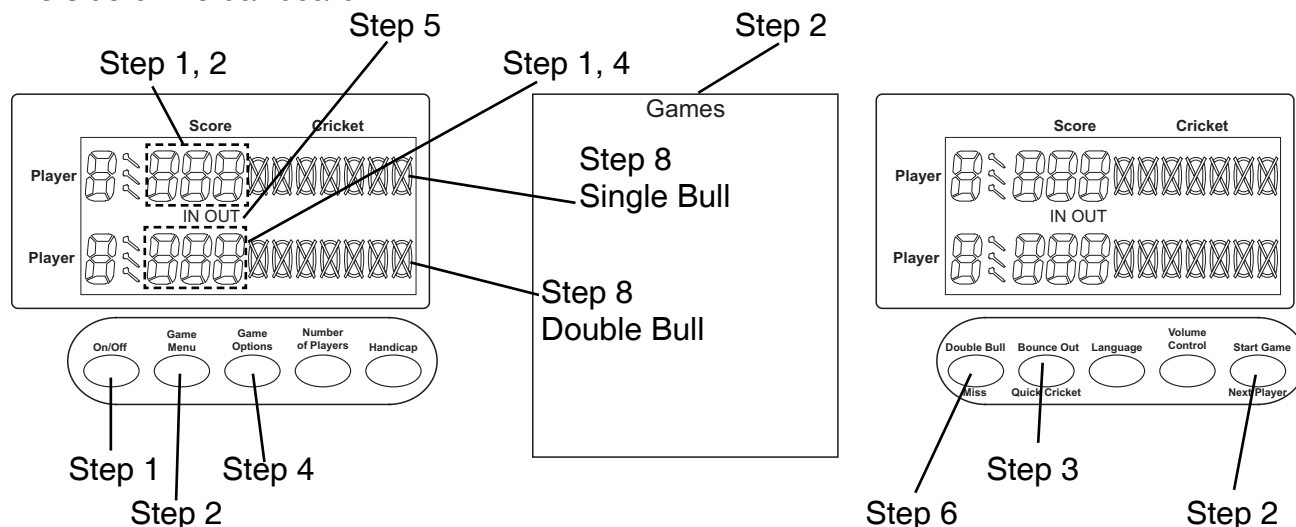 Step 5
Step 2
Step 1, 2
Step 1, 4
Games
Score Cricket
Player
IN OUT
Player
Step 8
Single Bull
Step 8
Double Bull
Score Cricket
Player
IN OUT
Player
On/Off
Game
Menu
Game
Options
Number
of Players
Handicap
Double Bull
Miss
Bounce Out
Quick Cricket
Language
Volume
Control
Start Game
Next Player
Step 1
Step 4
Step 3
Step 2
Step 6
Step 2